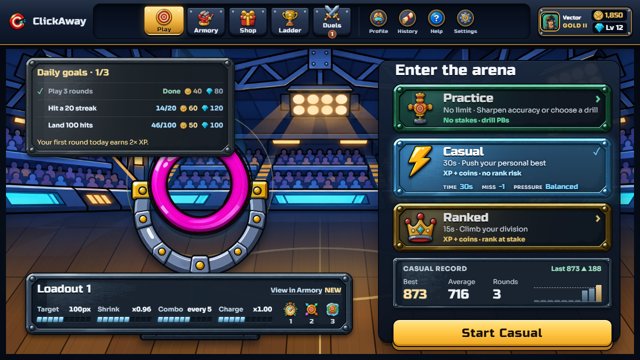 ClickAway
Play
Armory
Shop
Ladder
Duels
1
Profile
History
Help
Settings
Vector
GOLD II
1,850
Lv 12
Daily goals · 1/3
Play 3 rounds Done 40 80
Hit a 20 streak 14/20 60 120
Land 100 hits 46/100 50 100
Your first round today earns 2× XP.
Loadout 1
View in Armory NEW
Target 100px Shrink x0.96 Combo every 5 Charge x1.00
1 2 3
Enter the arena
Practice
No limit · Sharpen accuracy or choose a drill
No stakes · drill PBs
Casual
30s · Push your personal best
XP + coins · no rank risk
TIME 30s MISS -1 PRESSURE Balanced
Ranked
15s · Climb your division
XP + coins · rank at stake
CASUAL RECORD Last 873 ▲ 188
Best Average Rounds
873 716 3
Start Casual